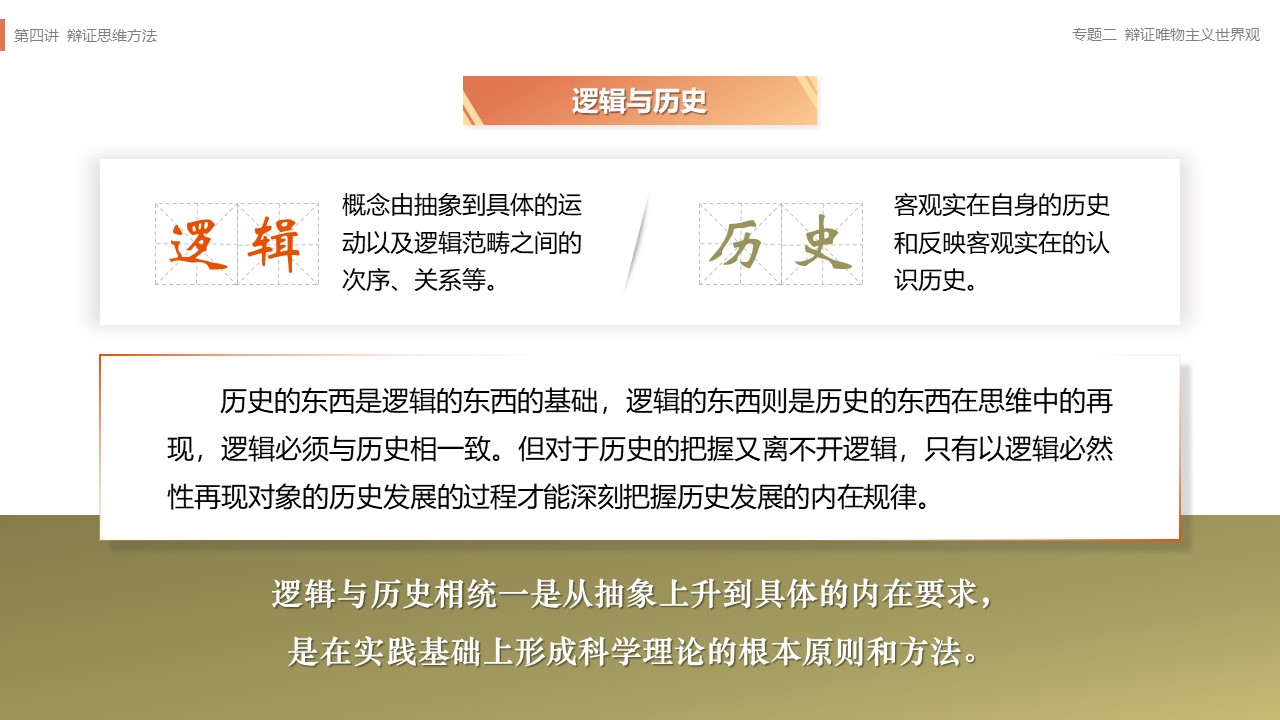 第四讲 辩证思维方法
专题二 辩证唯物主义世界观
逻辑与历史
逻辑
概念由抽象到具体的运
动以及逻辑范畴之间的
次序、关系等。
历史
客观实在自身的历史
和反映客观实在的认
识历史。
历史的东西是逻辑的东西的基础，逻辑的东西则是历史的东西在思维中的再
现，逻辑必须与历史相一致。但对于历史的把握又离不开逻辑，只有以逻辑必然
性再现对象的历史发展的过程才能深刻把握历史发展的内在规律。
逻辑与历史相统一是从抽象上升到具体的内在要求，
是在实践基础上形成科学理论的根本原则和方法。